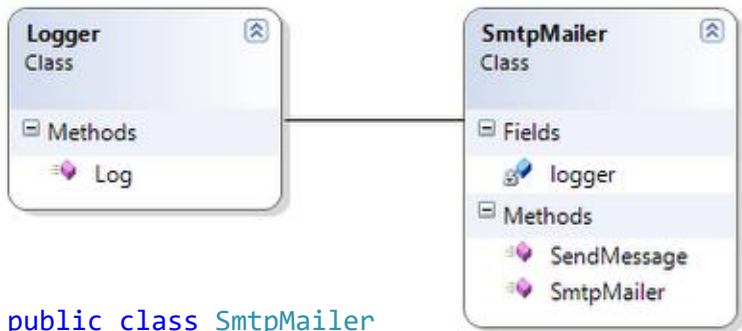 Logger
Class
Methods
Log
SmtpMailer
Class
Fields
logger
Methods
SendMessage
SmtpMailer
public class SmtpMailer